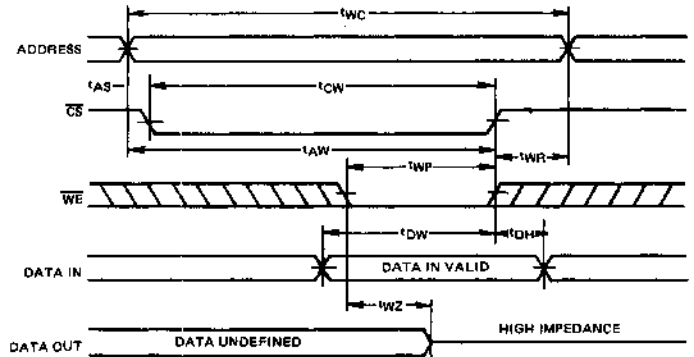 tWC
ADDRESS
tAS
tCW
CS
tAW
tWP
tWR
WE
tDW
tDH
DATA IN
DATA IN VALID
tWZ
DATA OUT
DATA UNDEFINED
HIGH IMPEDANCE